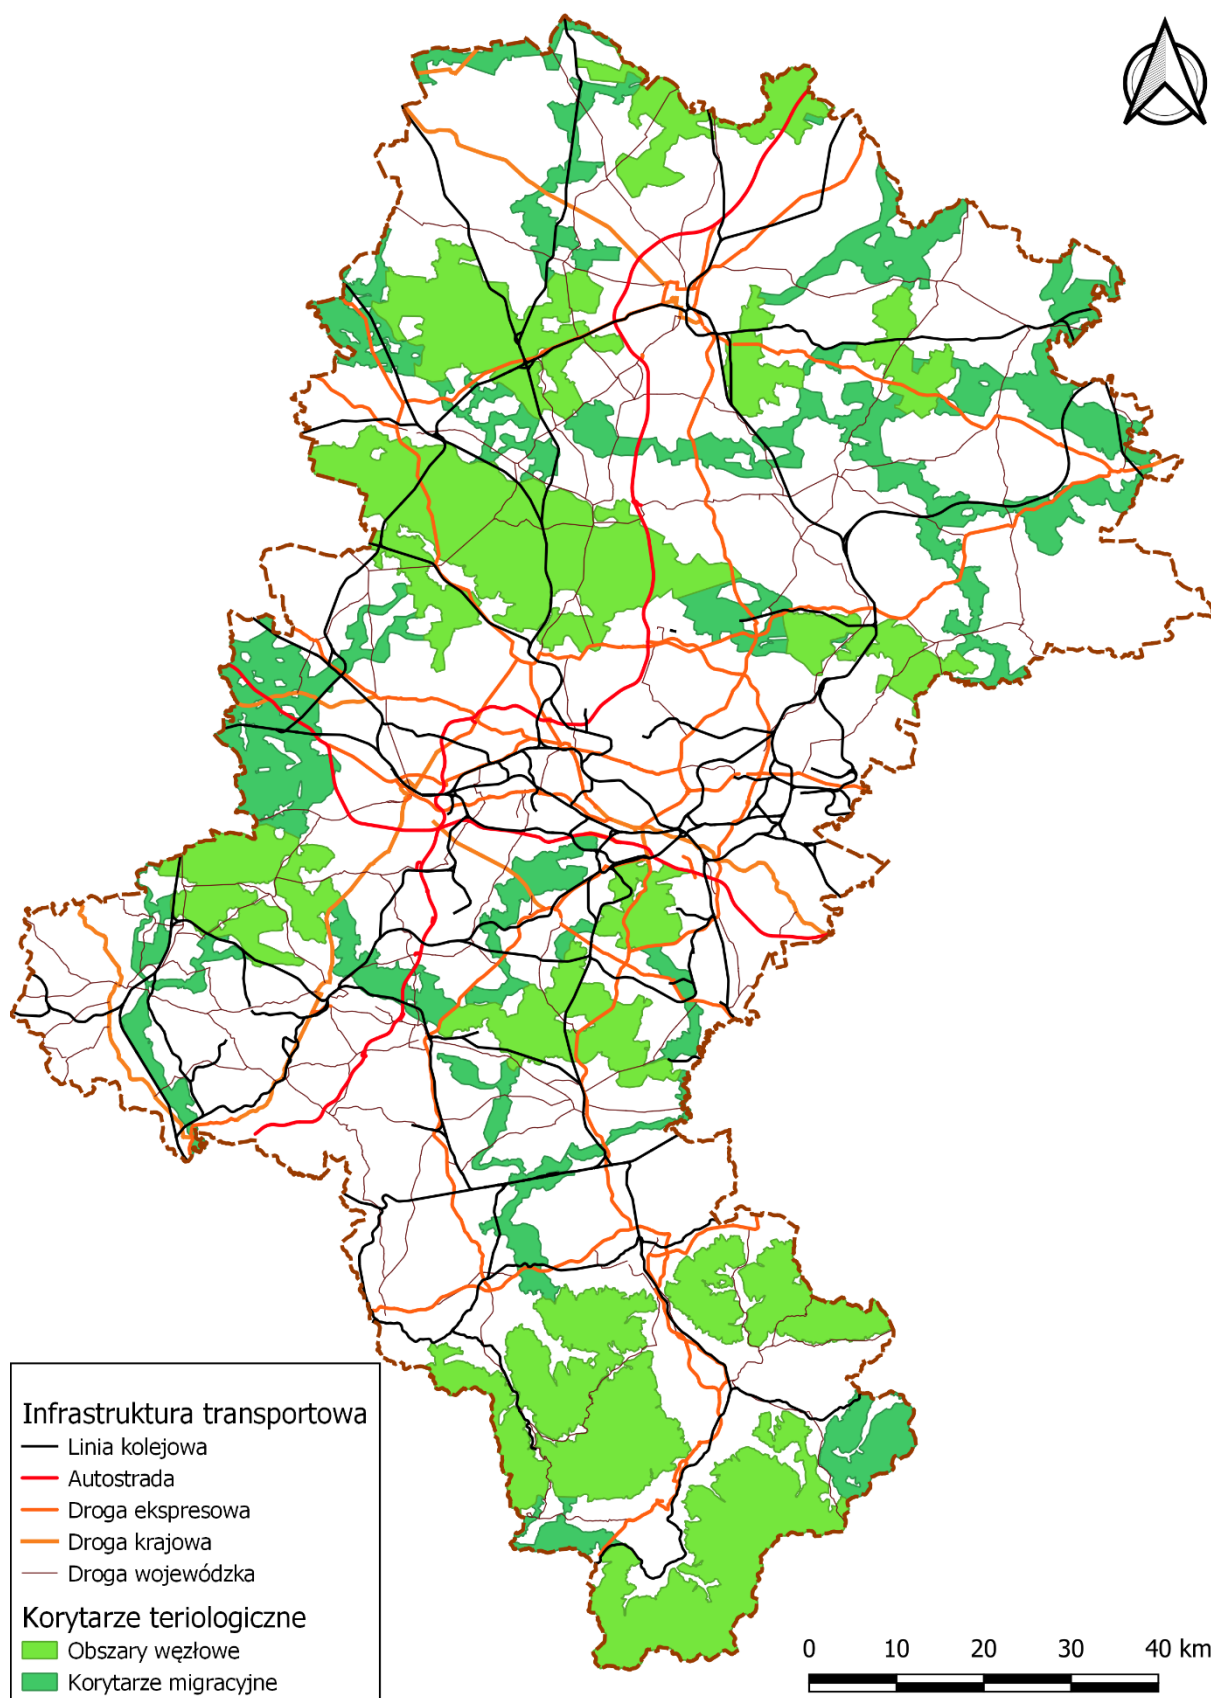 Infrastruktura transportowa
Linia kolejowa
Autostrada
Droga ekspresowa
Droga krajowa
Droga wojewódzka
Korytarze teriologiczne
Obszary węzłowe
Korytarze migracyjne
0 10 20 30 40 km